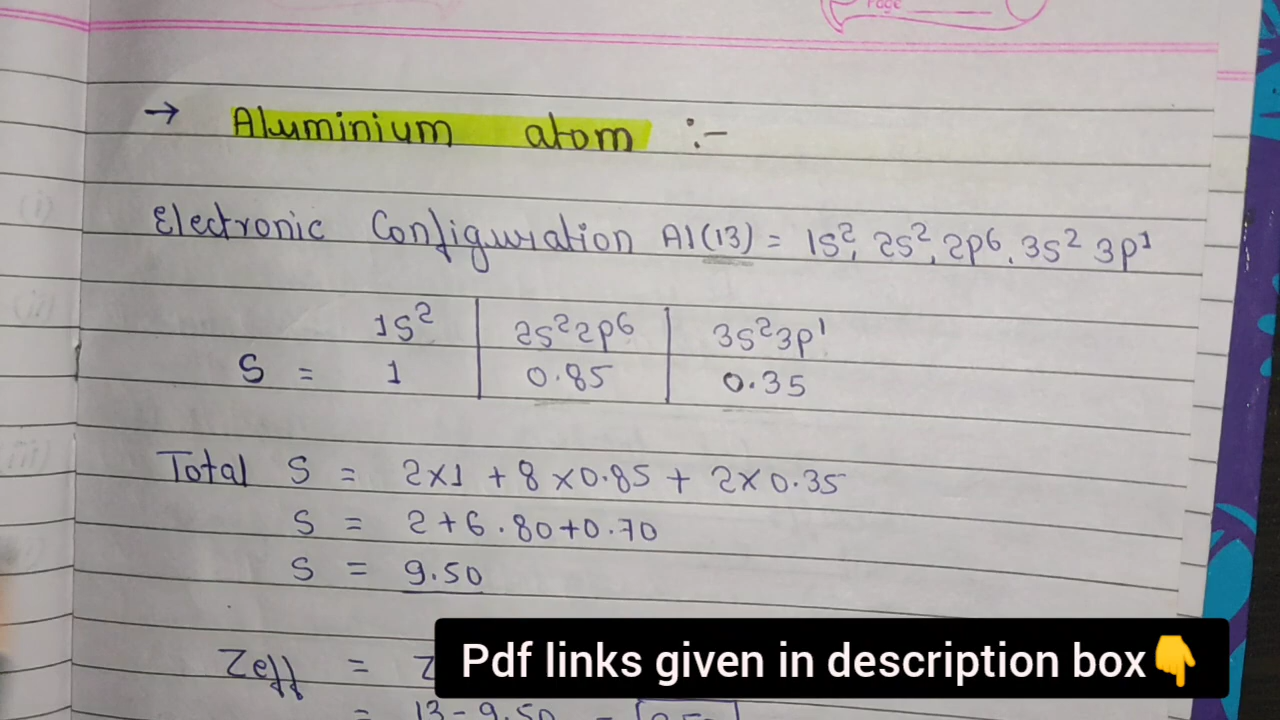 Page
→ Aluminium atom :-
Electronic Configuration Al(13) = 1s², 2s², 2p⁶, 3s² 3p¹
1s² | 2s²2p⁶ | 3s²3p¹
S = 1 | 0.85 | 0.35
Total S = 2×1 + 8×0.85 + 2×0.35
S = 2+6.80+0.70
S = 9.50
Zeff = Z
Pdf links given in description box👇
= 13-9.50 =